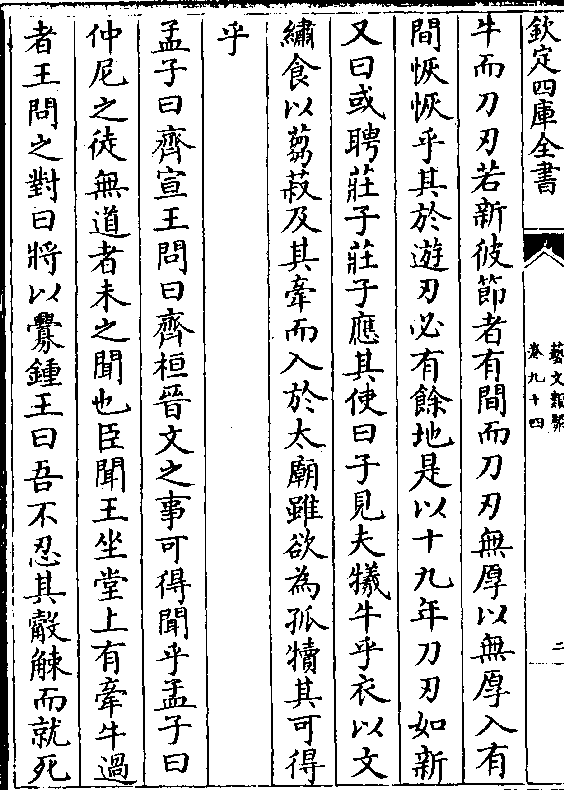 欽定四庫全書
藝文類聚
卷九十四
二
牛而刀刃若新彼節者有間而刀刃無厚以無厚入有
間恢恢乎其於遊刃必有餘地是以十九年刀刃如新
又曰或聘莊子莊子應其使曰子見夫犧牛乎衣以文
繡食以芻菽及其牽而入於太廟雖欲為孤犢其可得
乎
孟子曰齊宣王問曰齊桓晉文之事可得聞乎孟子曰
仲尼之徒無道者未之聞也臣聞王坐堂上有牽牛過
者王問之對曰將以釁鍾王曰吾不忍其觳觫而就死